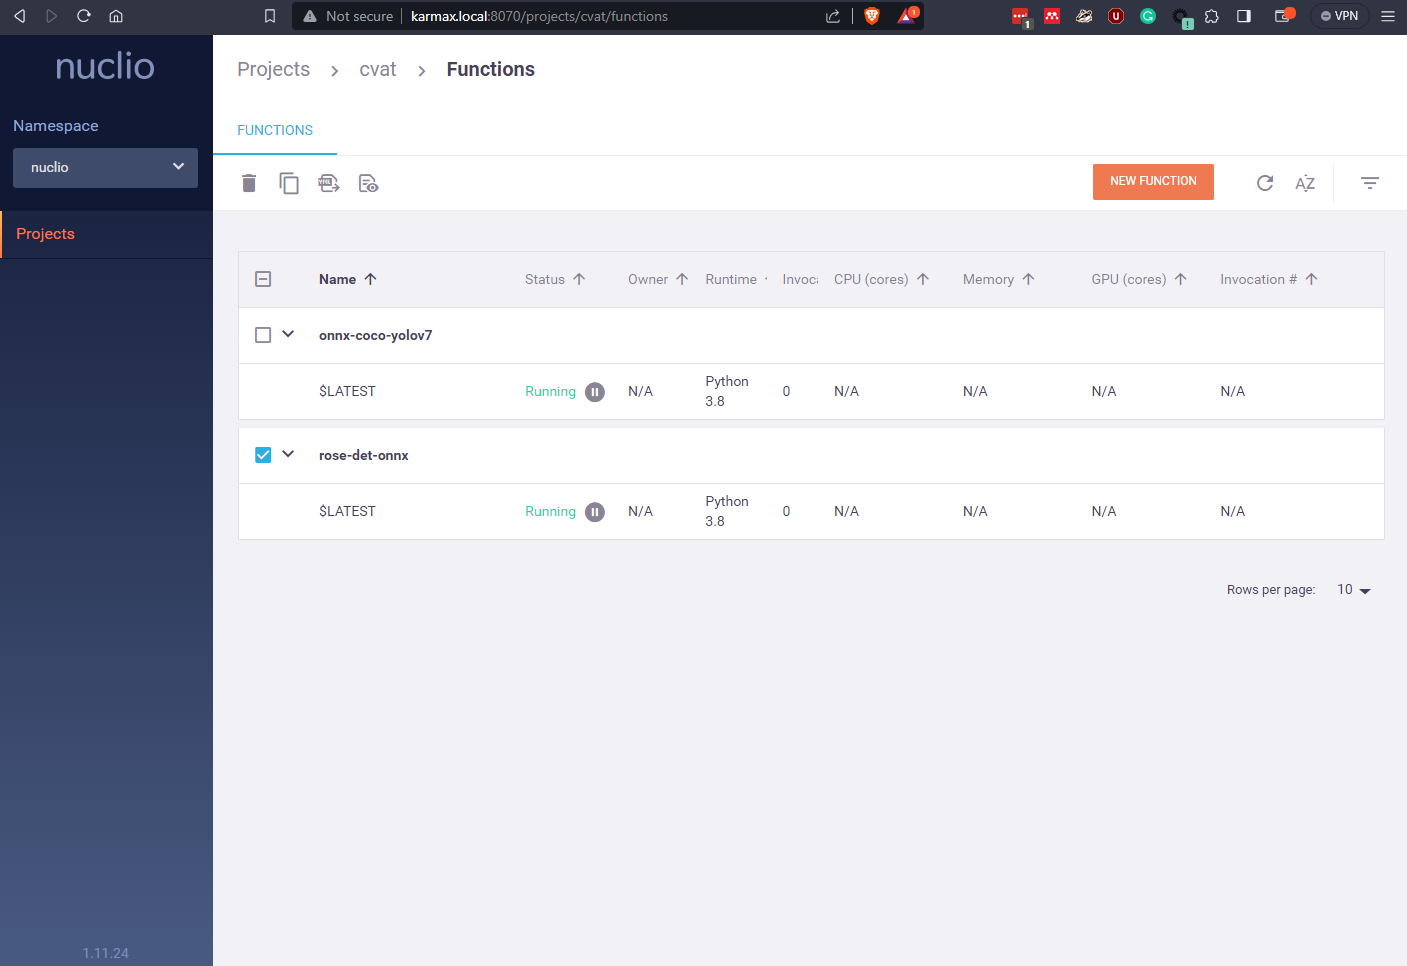 Not secure karmax.local:8070/projects/cvat/functions 1 1 ! VPN
nuclio
Namespace
nuclio
Projects
1.11.24
Projects cvat Functions
FUNCTIONS
NEW FUNCTION
Name Status Owner Runtime Invoc CPU (cores) Memory GPU (cores) Invocation #
onnx-coco-yolov7
$LATEST Running N/A Python 3.8 0 N/A N/A N/A N/A
rose-det-onnx
$LATEST Running N/A Python 3.8 0 N/A N/A N/A N/A
Rows per page: 10